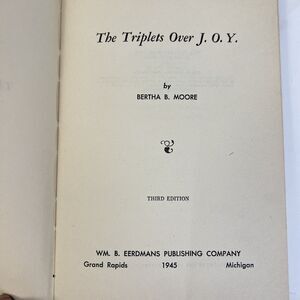 The Triplets Over J. O. Y.
by
BERTHA B. MOORE
THIRD EDITION
WM. B. EERDMANS PUBLISHING COMPANY
Grand Rapids 1945 Michigan